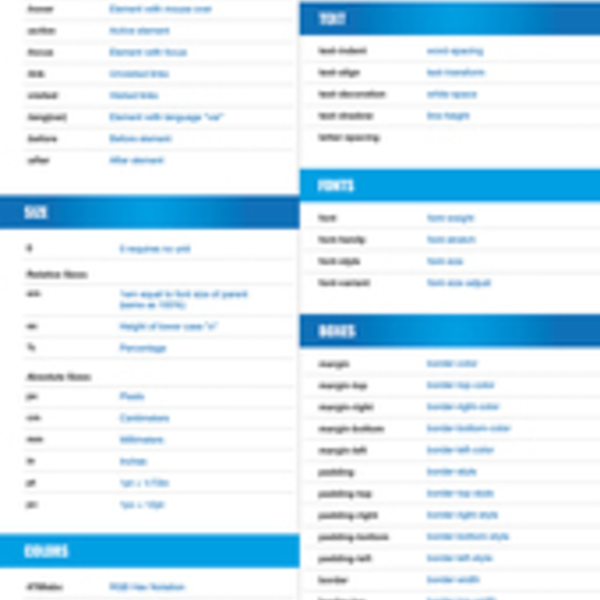 :hover Element with mouse over
:active Active element
:focus Element with focus
:link Unvisited links
:visited Visited links
:lang(var) Element with language "var"
:before Before element
:after After element
SIZE
0 0 requires no unit
Relative Sizes
em 1em equal to font size of parent
(same as 100%)
ex Height of lower case "x"
% Percentage
Absolute Sizes
px Pixels
cm Centimeters
mm Millimeters
in Inches
pt 1pt = 1/72in
pc 1pc = 12pt
COLORS
RGB Hex Notation
TEXT
text-indent word-spacing
text-align text-transform
text-decoration white-space
text-shadow line-height
letter-spacing
FONTS
font font-weight
font-family font-stretch
font-style font-size
font-variant font-size-adjust
BOXES
margin border-color
margin-top border-top-color
margin-right border-right-color
margin-bottom border-bottom-color
margin-left border-left-color
padding border-style
padding-top border-top-style
padding-right border-right-style
padding-bottom border-bottom-style
padding-left border-left-style
border border-width